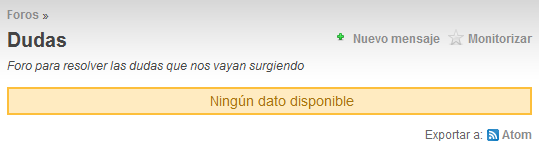 Foros »
Dudas
Nuevo mensaje Monitorizar
Foro para resolver las dudas que nos vayan surgiendo
Ningún dato disponible
Exportar a: Atom